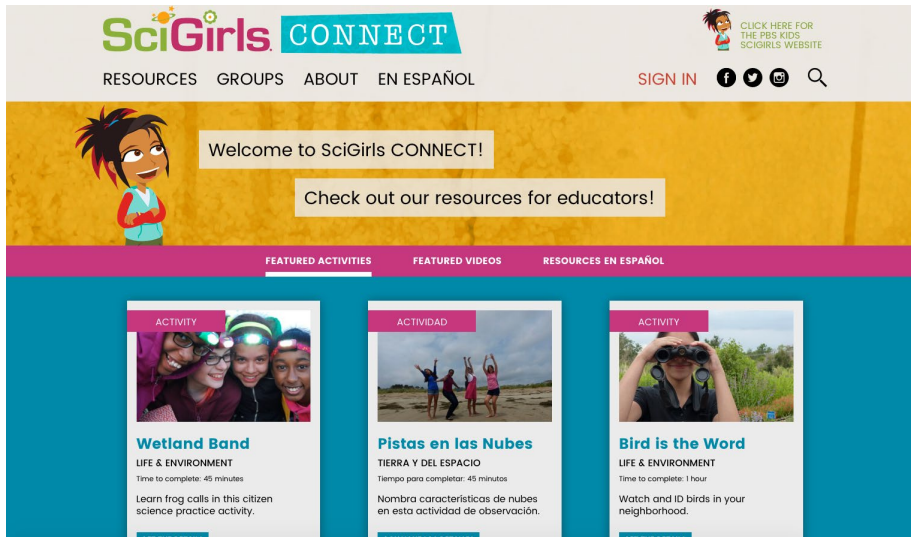 SciGirls CONNECT
CLICK HERE FOR
THE PBS KIDS
SCIGIRLS WEBSITE
RESOURCES GROUPS ABOUT EN ESPAÑOL SIGN IN
Welcome to SciGirls CONNECT!
Check out our resources for educators!
FEATURED ACTIVITIES FEATURED VIDEOS RESOURCES EN ESPAÑOL
ACTIVITY
Wetland Band
LIFE & ENVIRONMENT
Time to complete: 45 minutes
Learn frog calls in this citizen
science practice activity.
ACTIVIDAD
Pistas en las Nubes
TIERRA Y DEL ESPACIO
Tiempo para completar: 45 minutos
Nombra características de nubes
en esta actividad de observación.
ACTIVITY
Bird is the Word
LIFE & ENVIRONMENT
Time to complete: 1 hour
Watch and ID birds in your
neighborhood.